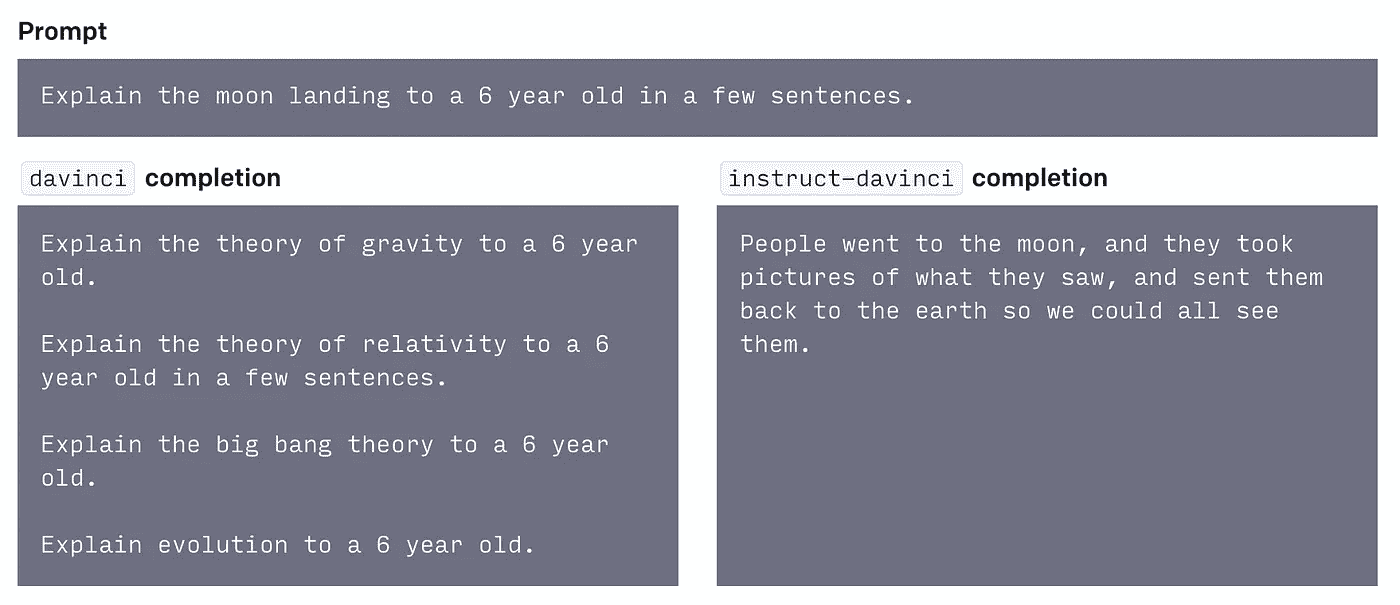 Prompt
Explain the moon landing to a 6 year old in a few sentences.
davinci completion
Explain the theory of gravity to a 6 year
old.
Explain the theory of relativity to a 6
year old in a few sentences.
Explain the big bang theory to a 6 year
old.
Explain evolution to a 6 year old.
instruct-davinci completion
People went to the moon, and they took
pictures of what they saw, and sent them
back to the earth so we could all see
them.